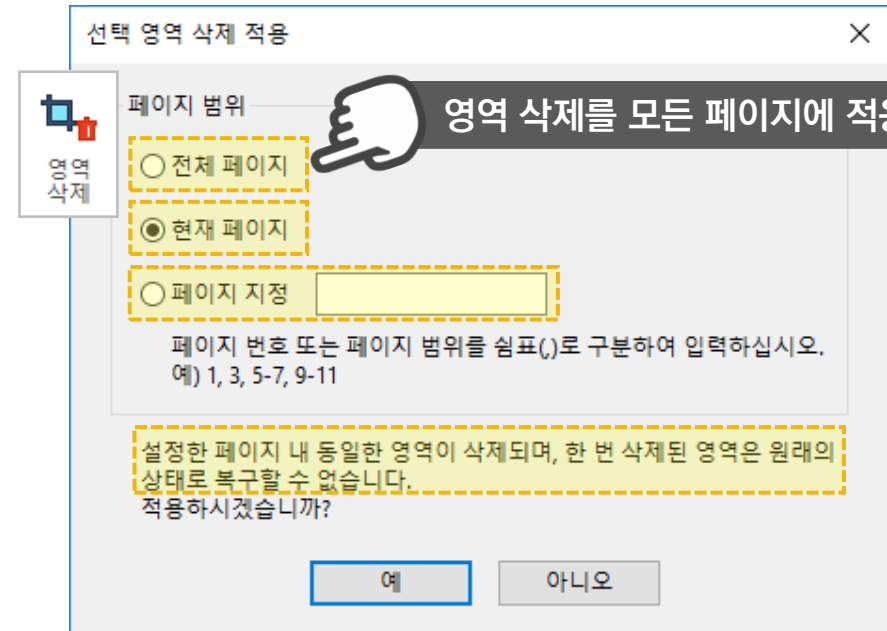 선택 영역 삭제 적용
영역
삭제
페이지 범위
영역 삭제를 모든 페이지에
전체 페이지
현재 페이지
페이지 지정
페이지 번호 또는 페이지 범위를 쉼표(,)로 구분하여 입력하십시오.
예) 1, 3, 5-7, 9-11
설정한 페이지 내 동일한 영역이 삭제되며, 한 번 삭제된 영역은 원래의
상태로 복구할 수 없습니다.
적용하시겠습니까?
예
아니오